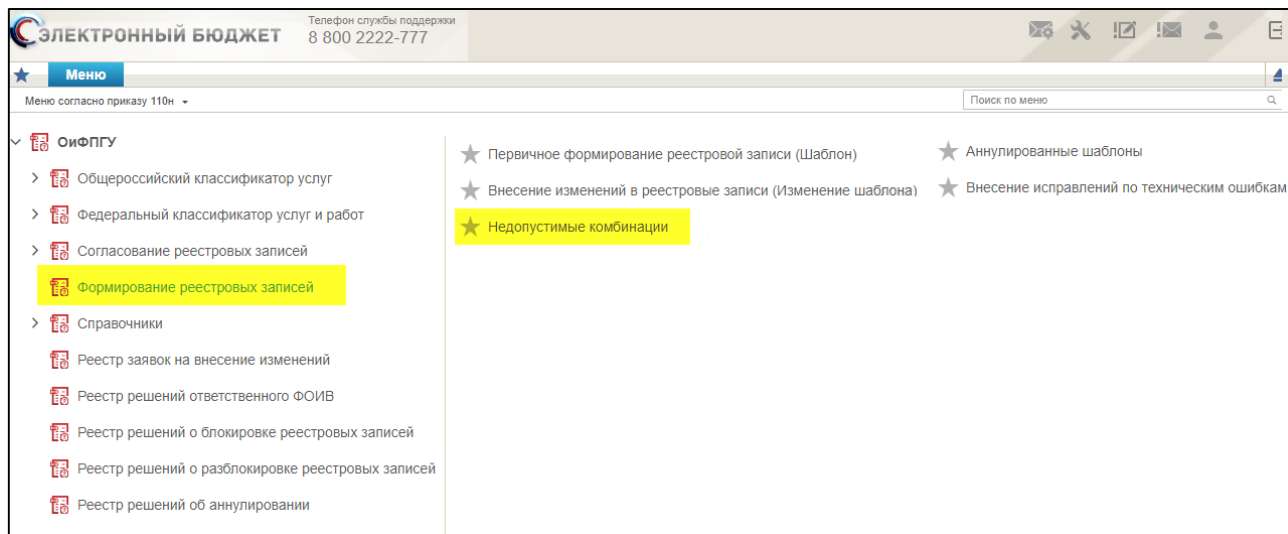 ЭЛЕКТРОННЫЙ БЮДЖЕТ
Телефон службы поддержки
8 800 2222-777
Меню
Меню согласно приказу 110н
Поиск по меню
ОиФПГУ
Общероссийский классификатор услуг
Федеральный классификатор услуг и работ
Согласование реестровых записей
Формирование реестровых записей
Справочники
Реестр заявок на внесение изменений
Реестр решений ответственного ФОИВ
Реестр решений о блокировке реестровых записей
Реестр решений о разблокировке реестровых записей
Реестр решений об аннулировании
Первичное формирование реестровой записи (Шаблон)
Внесение изменений в реестровые записи (Изменение шаблона)
Недопустимые комбинации
Аннулированные шаблоны
Внесение исправлений по техническим ошибкам